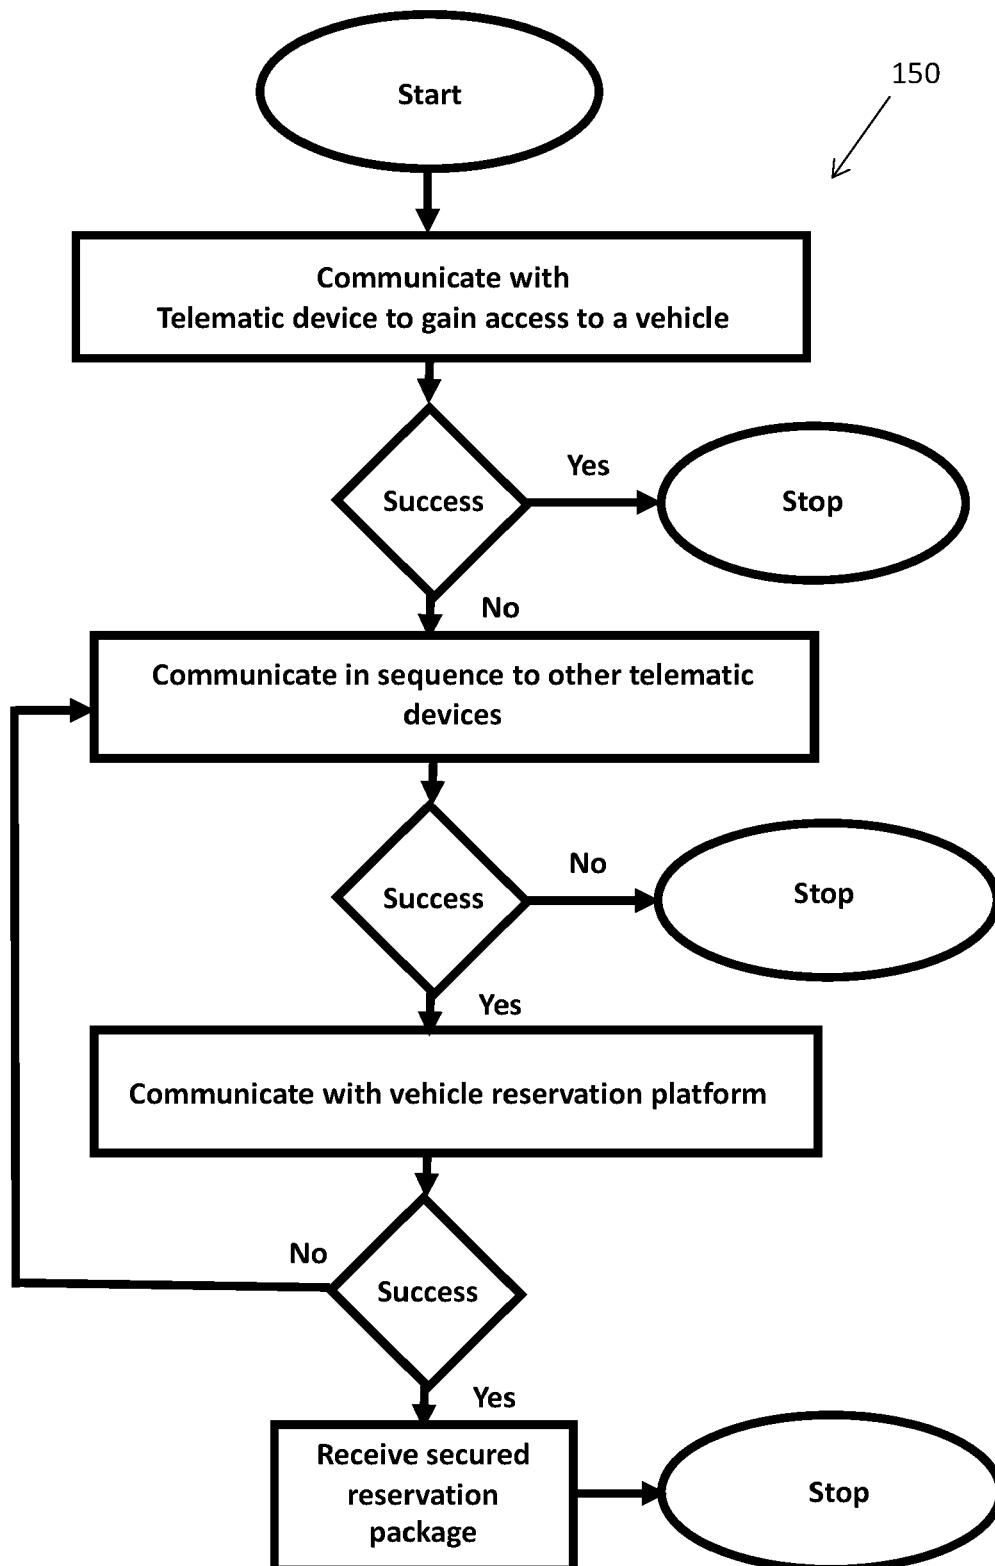 Start
150
Communicate with
Telematic device to gain access to a vehicle
Yes
Success
Stop
No
Communicate in sequence to other telematic
devices
No
Success
Stop
Yes
Communicate with vehicle reservation platform
No
Success
Yes
Receive secured
reservation
package
Stop